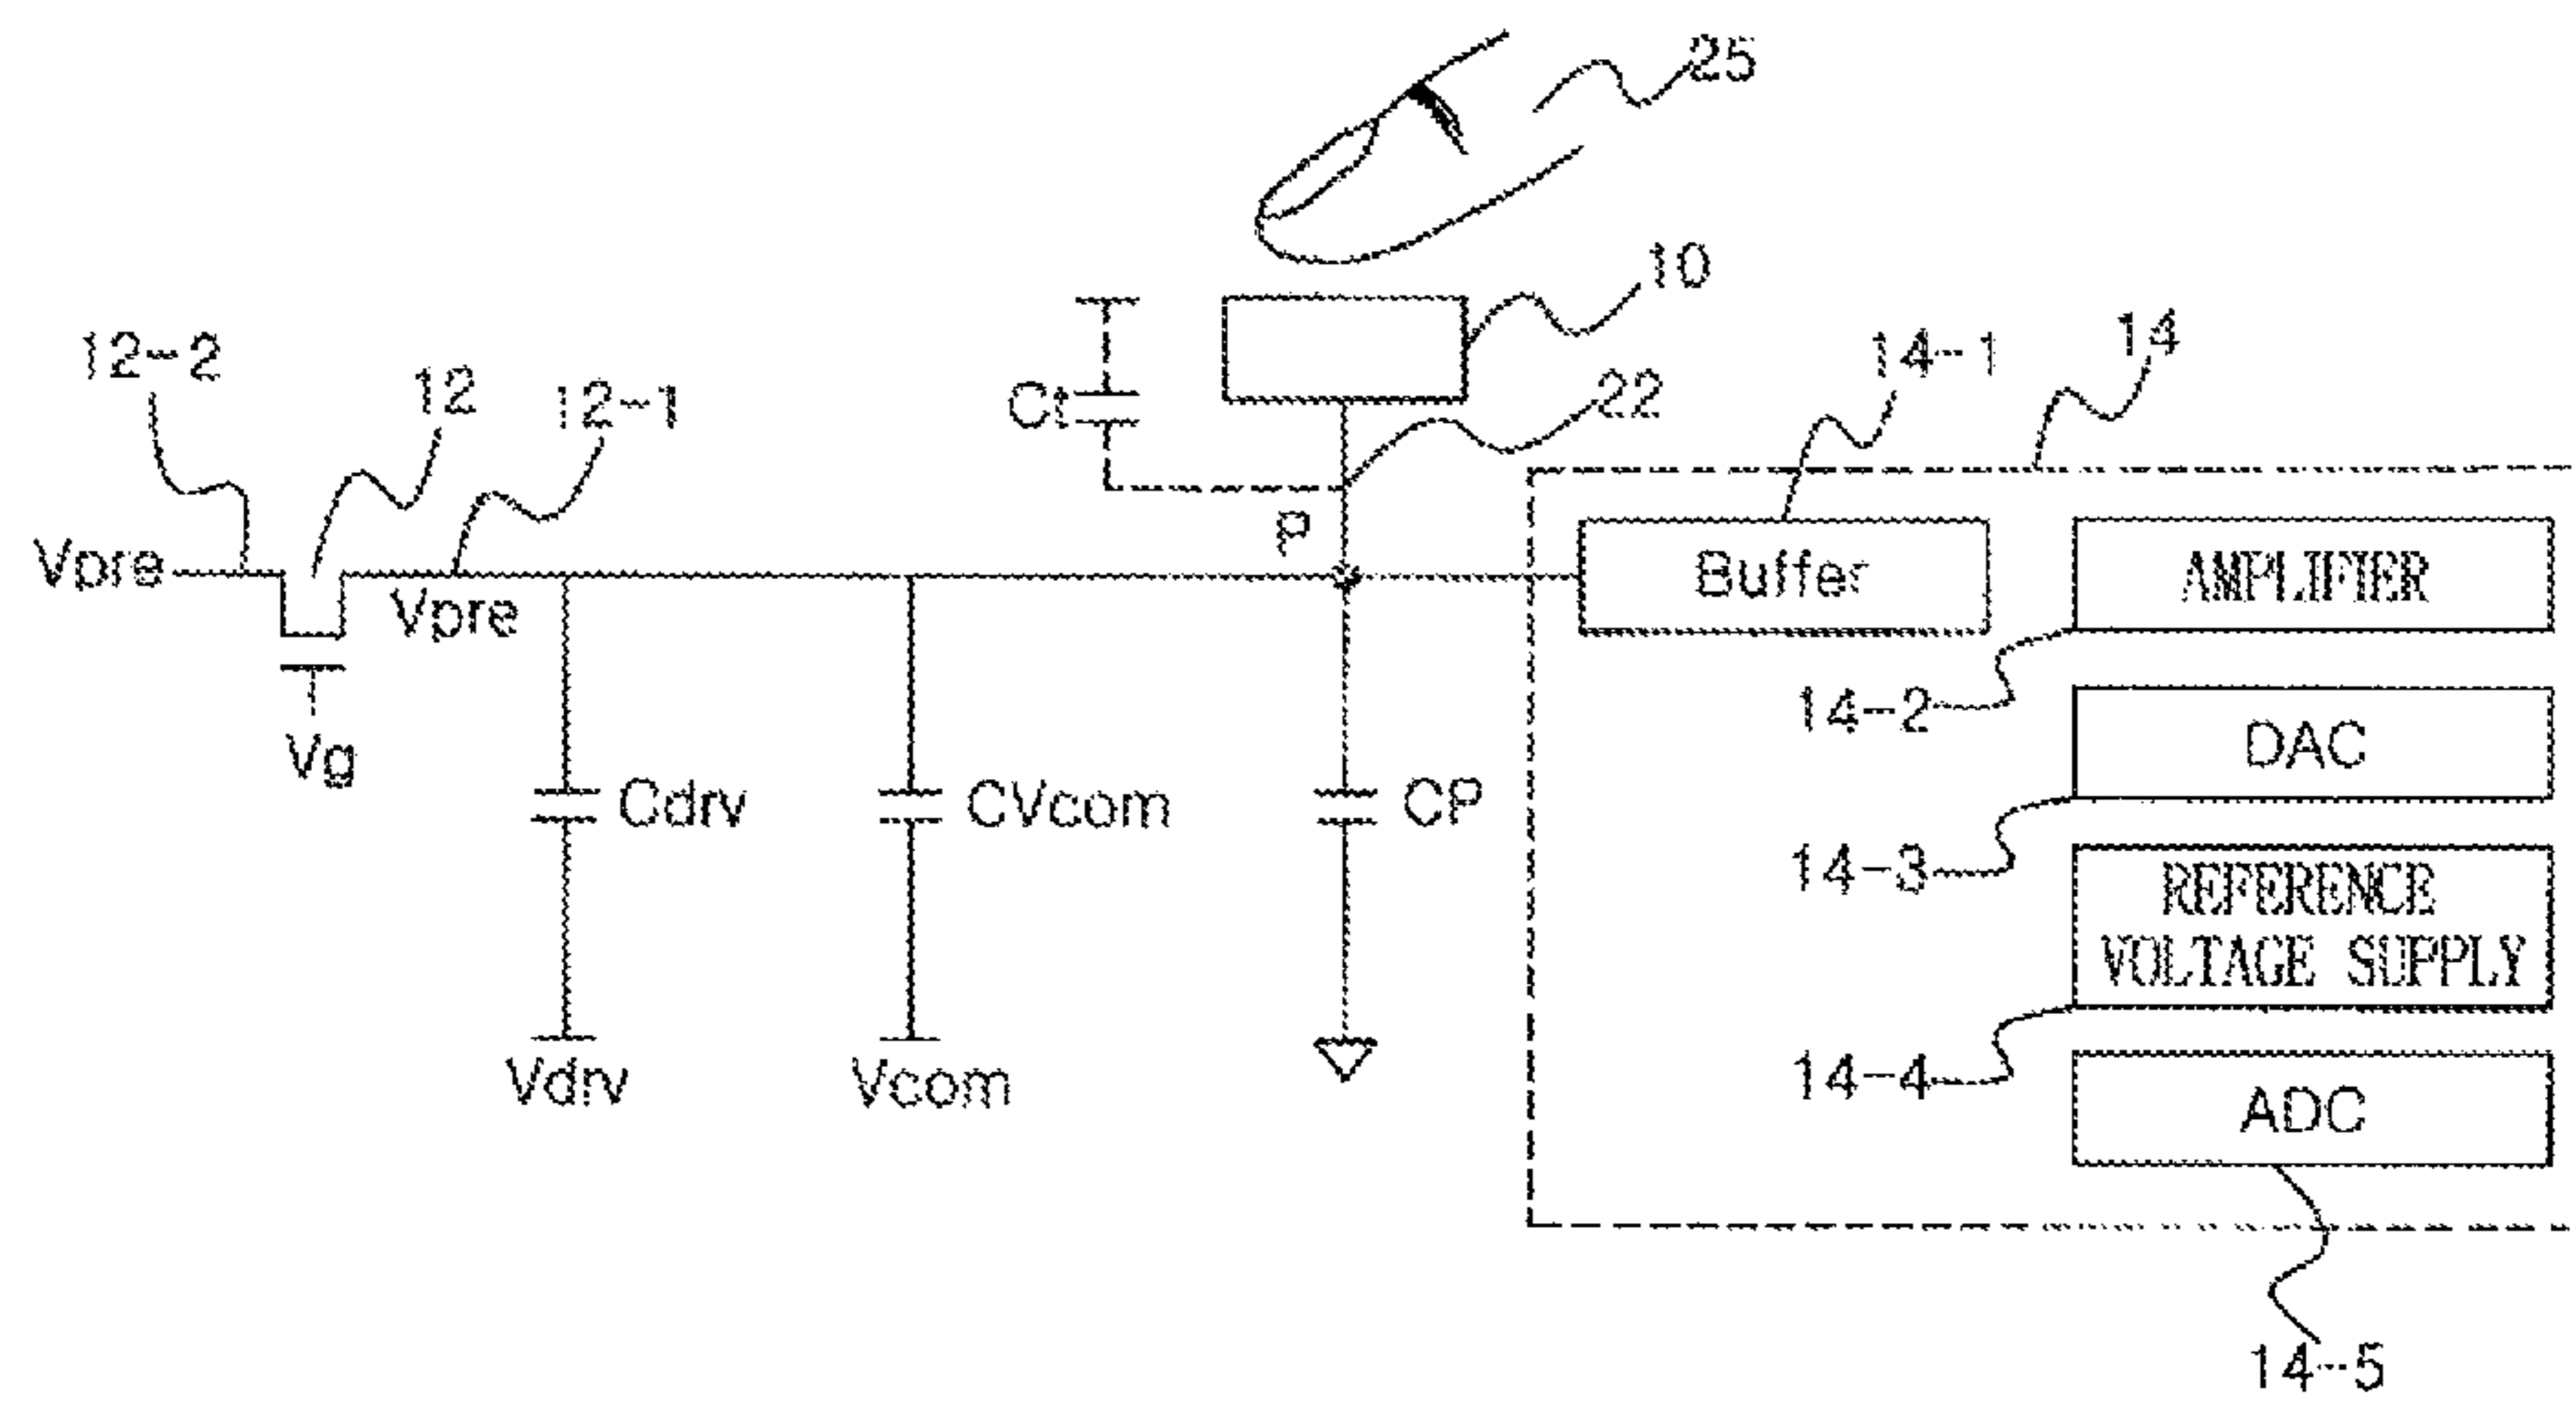 25
10
12-2
12
12-1
Ct
22
14-1
14
P
Vpre
Vpre
Buffer
AMPLIFIER
Vg
14-2
DAC
Cdrv
CVcom
CP
14-3
REFERENCE
VOLTAGE SUPPLY
Vdrv
Vcom
14-4
ADC
14-5